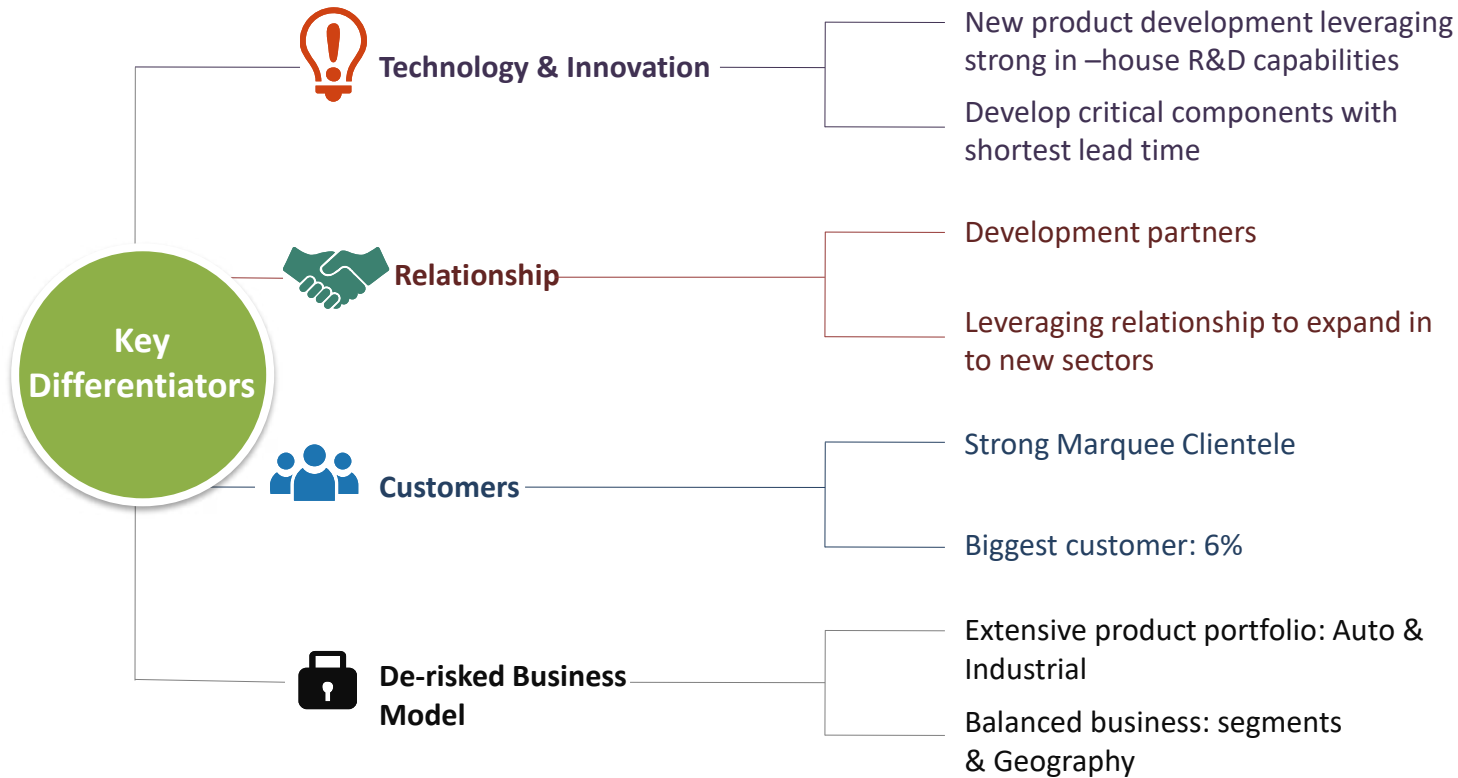 Key
Differentiators
Technology & Innovation
New product development leveraging
strong in –house R&D capabilities
Develop critical components with
shortest lead time
Relationship
Development partners
Leveraging relationship to expand in
to new sectors
Customers
Strong Marquee Clientele
Biggest customer: 6%
De-risked Business
Model
Extensive product portfolio: Auto &
Industrial
Balanced business: segments
& Geography